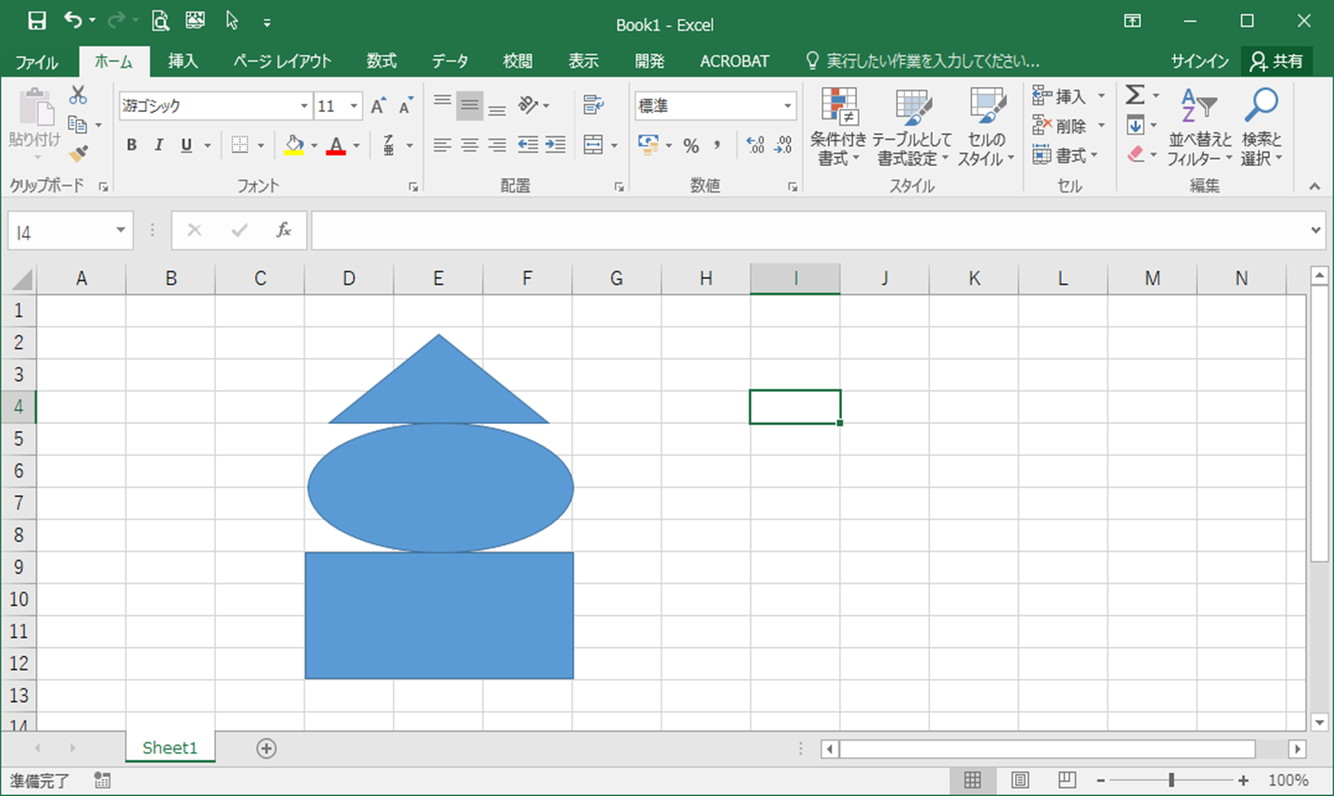 Book1 - Excel
ファイル ホーム 挿入 ページ レイアウト 数式 データ 校閲 表示 開発 ACROBAT 実行したい作業を入力してください... サインイン 共有
貼り付け
クリップボード
游ゴシック 11
B I U A
フォント
配置
標準
% ,
数値
条件付き書式
テーブルとして書式設定
セルのスタイル
スタイル
挿入
削除
書式
セル
並べ替えとフィルター
検索と選択
編集
I4 fx
A B C D E F G H I J K L M N
1
2
3
4
5
6
7
8
9
10
11
12
13
14
Sheet1
準備完了 100%